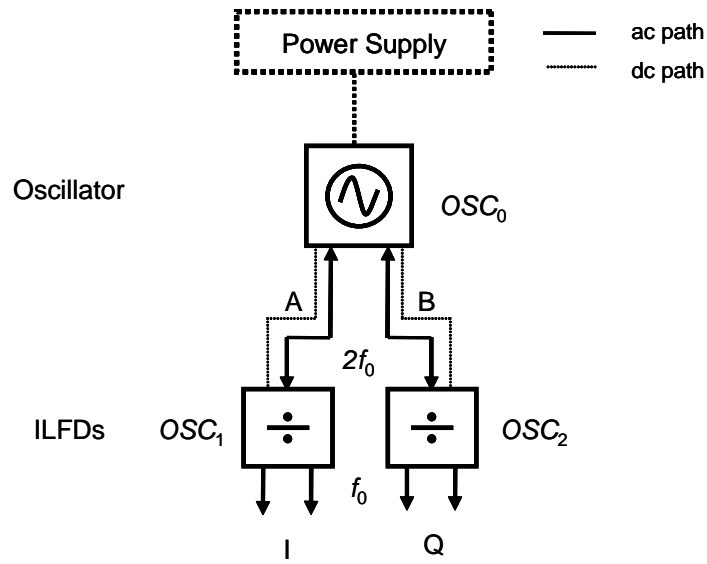 Power Supply
ac path
dc path
Oscillator
OSC₀
A
B
2f₀
ILFDs
OSC₁
OSC₂
f₀
I
Q